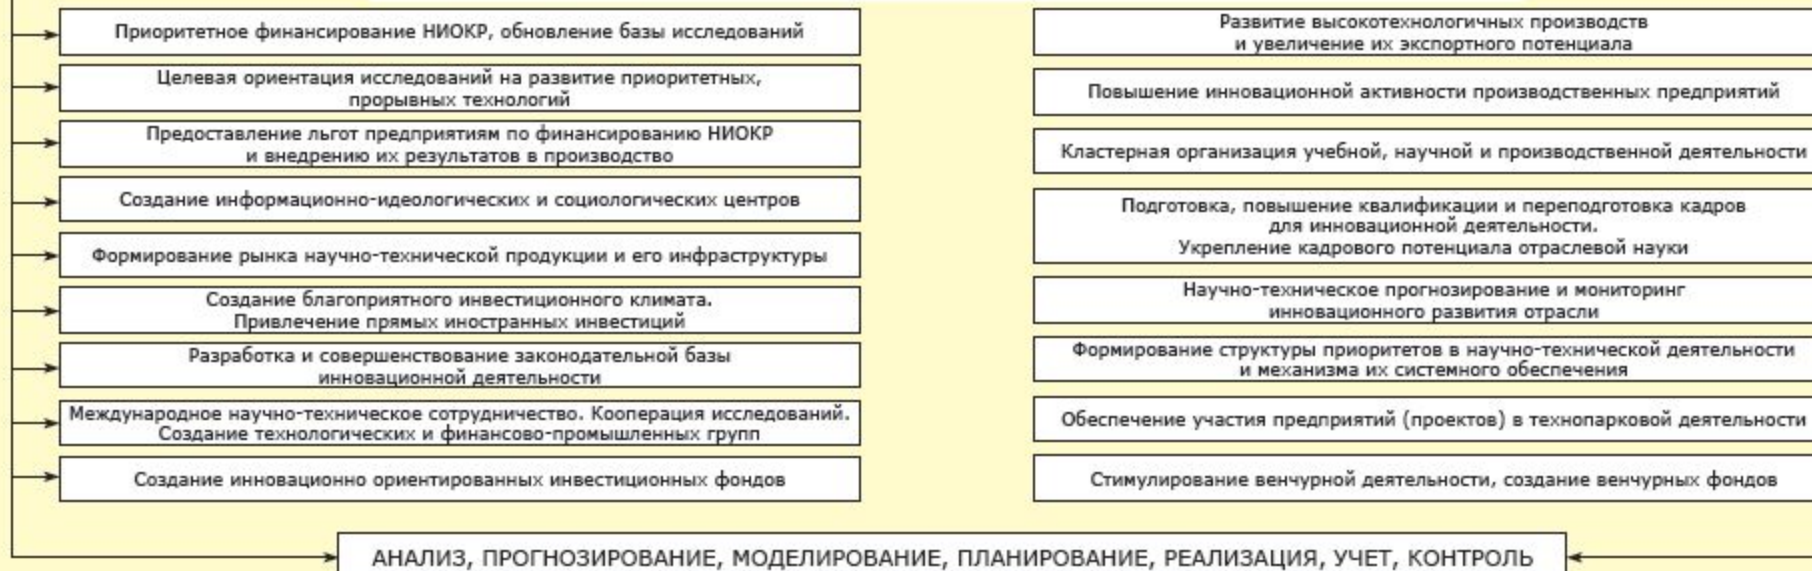 Приоритетное финансирование НИОКР, обновление базы исследований
Целевая ориентация исследований на развитие приоритетных,
прорывных технологий
Предоставление льгот предприятиям по финансированию НИОКР
и внедрению их результатов в производство
Создание информационно-идеологических и социологических центров
Формирование рынка научно-технической продукции и его инфраструктуры
Создание благоприятного инвестиционного климата.
Привлечение прямых иностранных инвестиций
Разработка и совершенствование законодательной базы
инновационной деятельности
Международное научно-техническое сотрудничество. Кооперация исследований.
Создание технологических и финансово-промышленных групп
Создание инновационно ориентированных инвестиционных фондов
Развитие высокотехнологичных производств
и увеличение их экспортного потенциала
Повышение инновационной активности производственных предприятий
Кластерная организация учебной, научной и производственной деятельности
Подготовка, повышение квалификации и переподготовка кадров
для инновационной деятельности.
Укрепление кадрового потенциала отраслевой науки
Научно-техническое прогнозирование и мониторинг
инновационного развития отрасли
Формирование структуры приоритетов в научно-технической деятельности
и механизма их системного обеспечения
Обеспечение участия предприятий (проектов) в технопарковой деятельности
Стимулирование венчурной деятельности, создание венчурных фондов
АНАЛИЗ, ПРОГНОЗИРОВАНИЕ, МОДЕЛИРОВАНИЕ, ПЛАНИРОВАНИЕ, РЕАЛИЗАЦИЯ, УЧЕТ, КОНТРОЛЬ